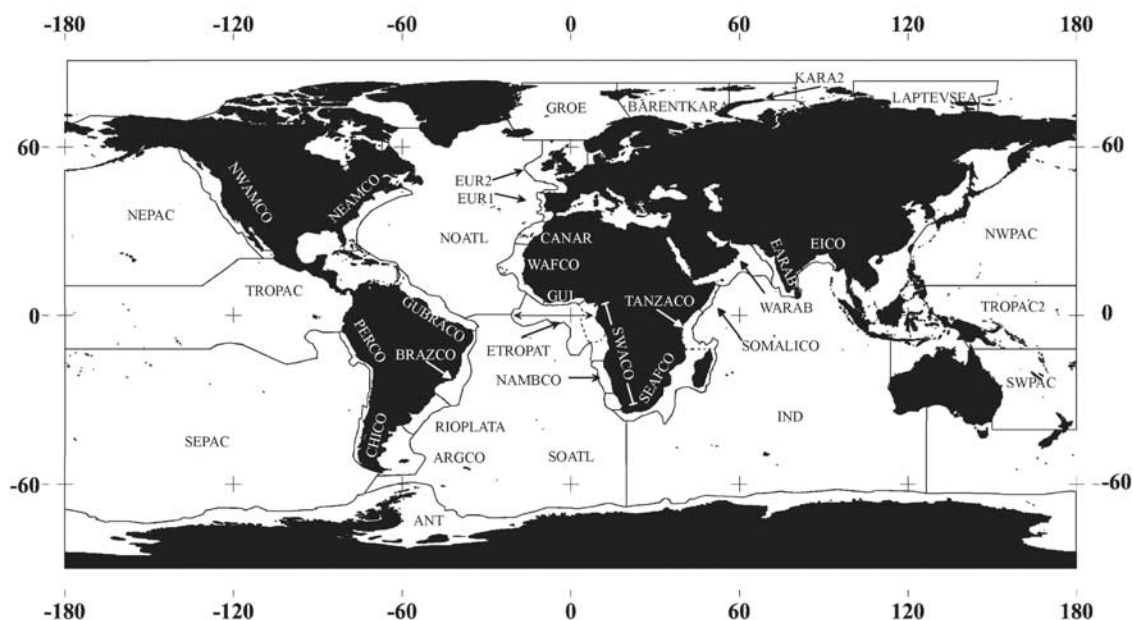 -180 -120 -60 0 60 120 180
KARA2
GROE BARENTKARA LAPTEVSEA
60 -60
EUR2
EUR1
NWAMCO NEAMCO
NEPAC NOATL CANAR EARAB EICO NWPAC
WAFCO
TROPAC GUI TANZACO WARAB TROPAC2
GUBRACO
0 0
PERCO BRAZCO ETROPAT SWACO SOMALICO
NAMBCO SEAFCO SWPAC
RIOPLATA IND
SEPAC CHICO ARGCO SOATL
-60 60
ANT
-180 -120 -60 0 60 120 180